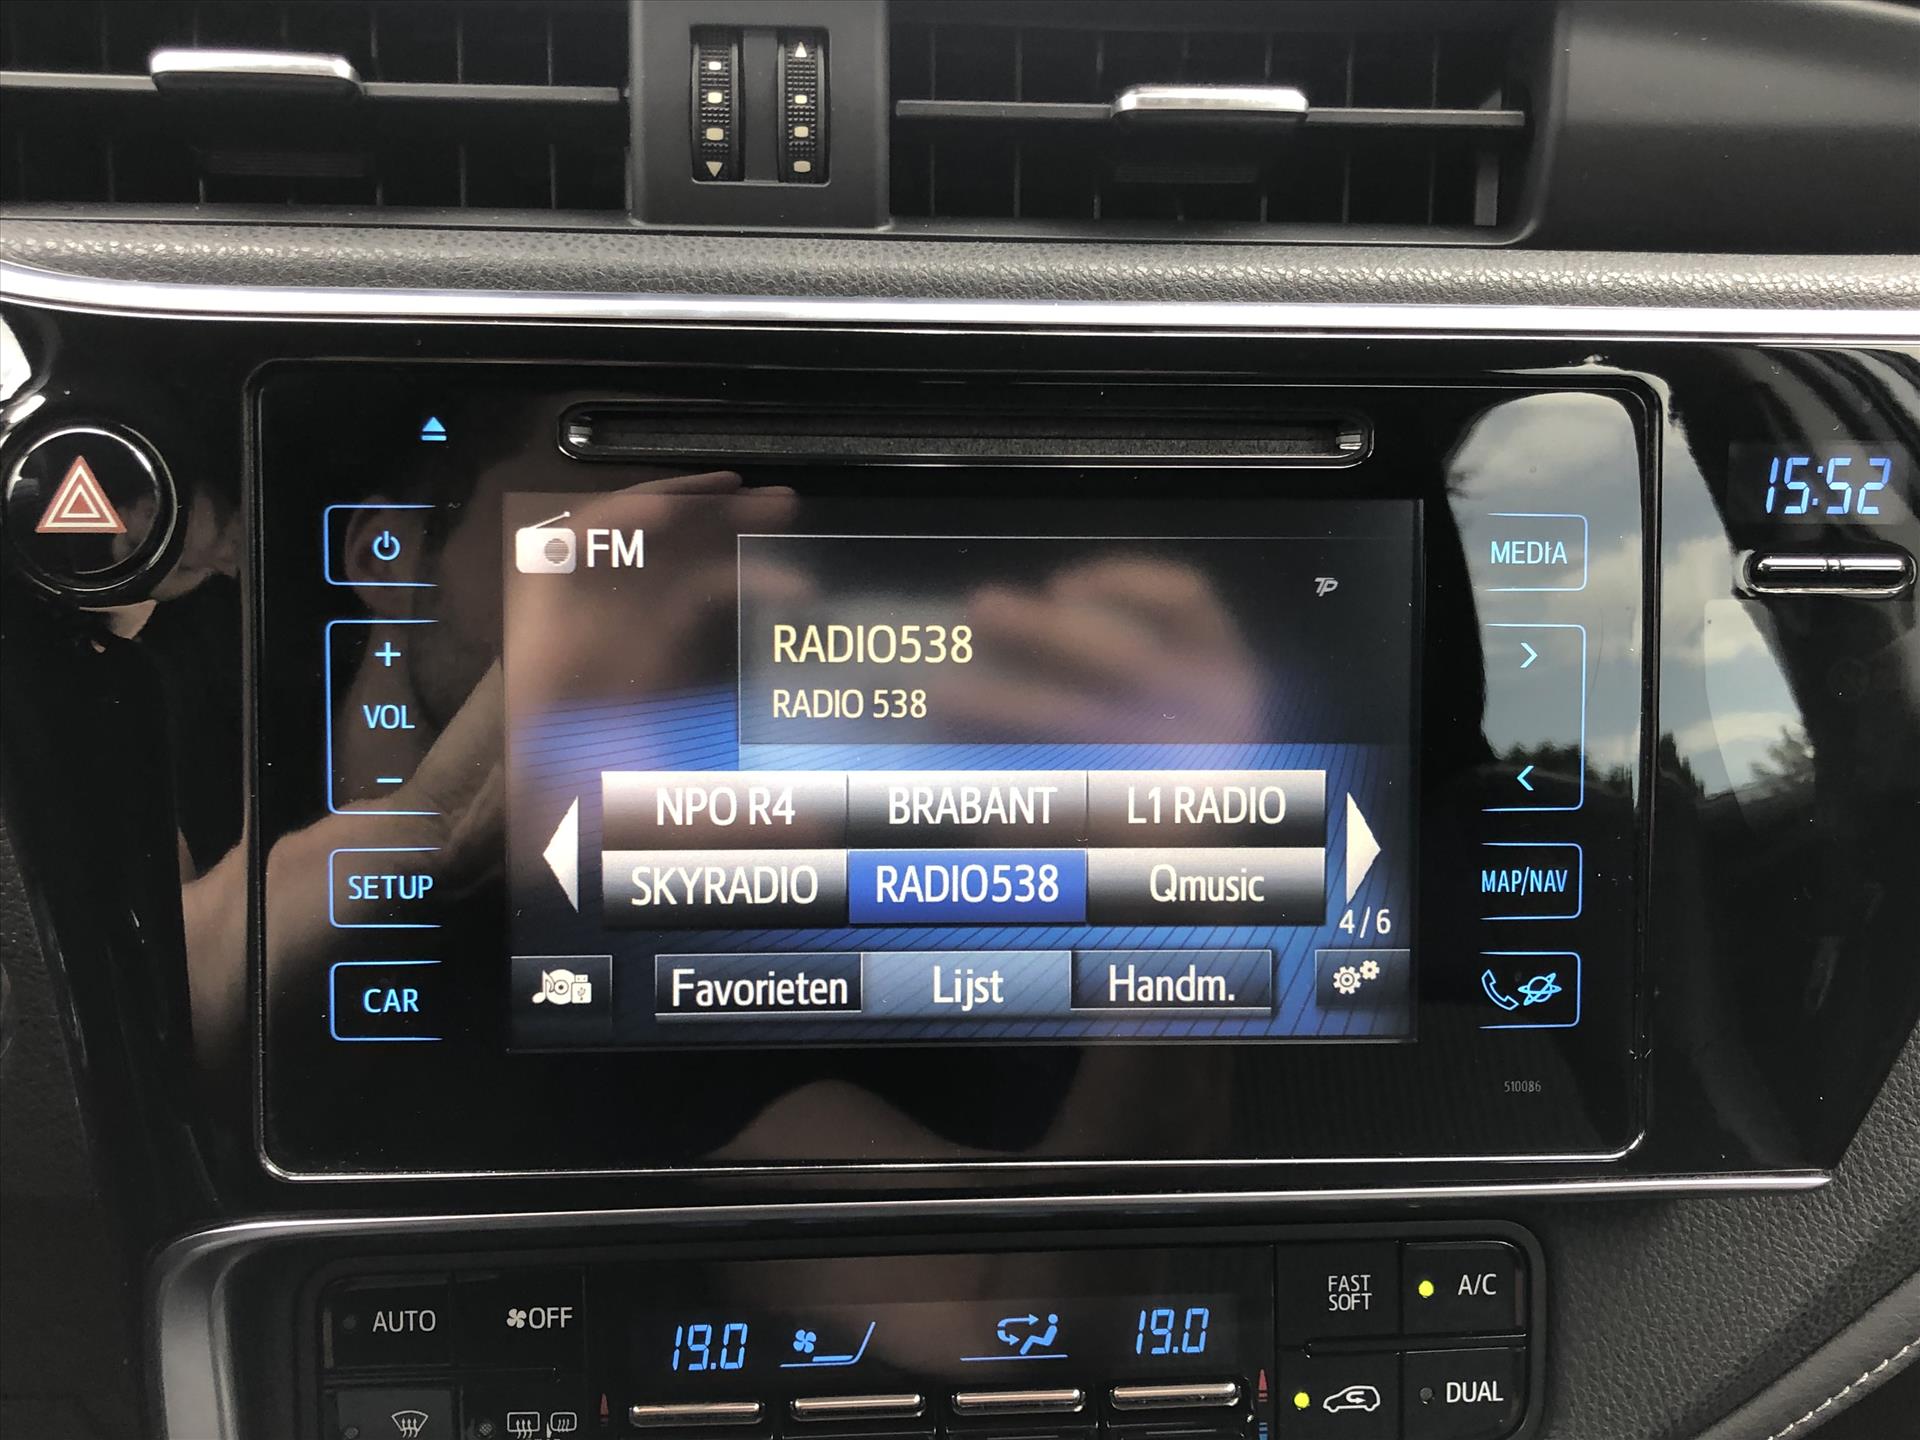 15:52
FM
MEDIA
TP
RADIO538
+
RADIO 538
VOL
-
NPO R4 BRABANT L1 RADIO
SETUP
SKYRADIO RADIO538 Qmusic
MAP/NAV
4/6
CAR
Favorieten Lijst Handm.
510086
AUTO
OFF
19.0
19.0
FAST
SOFT
A/C
DUAL